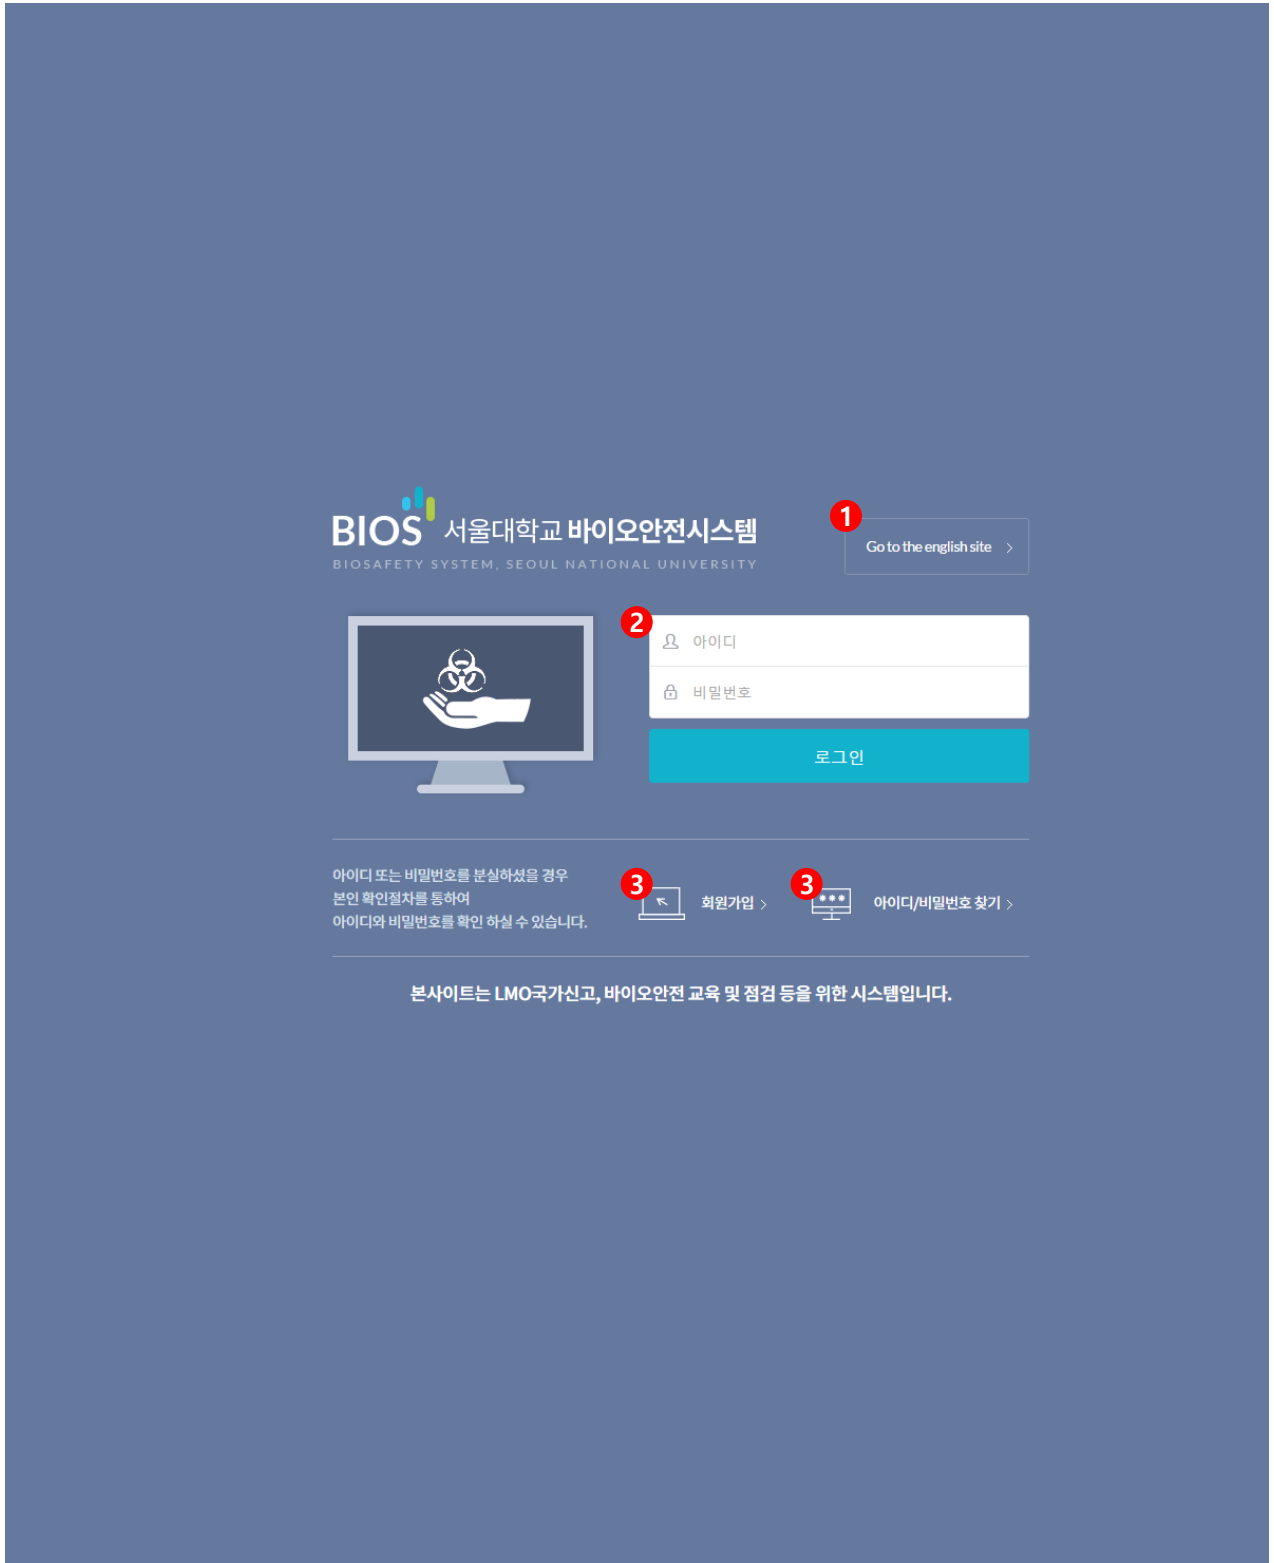 BIOS 서울대학교 바이오안전시스템
BIOSAFETY SYSTEM, SEOUL NATIONAL UNIVERSITY
1
Go to the english site >
2
아이디
비밀번호
로그인
아이디 또는 비밀번호를 분실하셨을 경우
본인 확인절차를 통하여
아이디와 비밀번호를 확인 하실 수 있습니다.
3
회원가입 >
3
***
아이디/비밀번호 찾기 >
본사이트는 LMO국가신고, 바이오안전 교육 및 점검 등을 위한 시스템입니다.